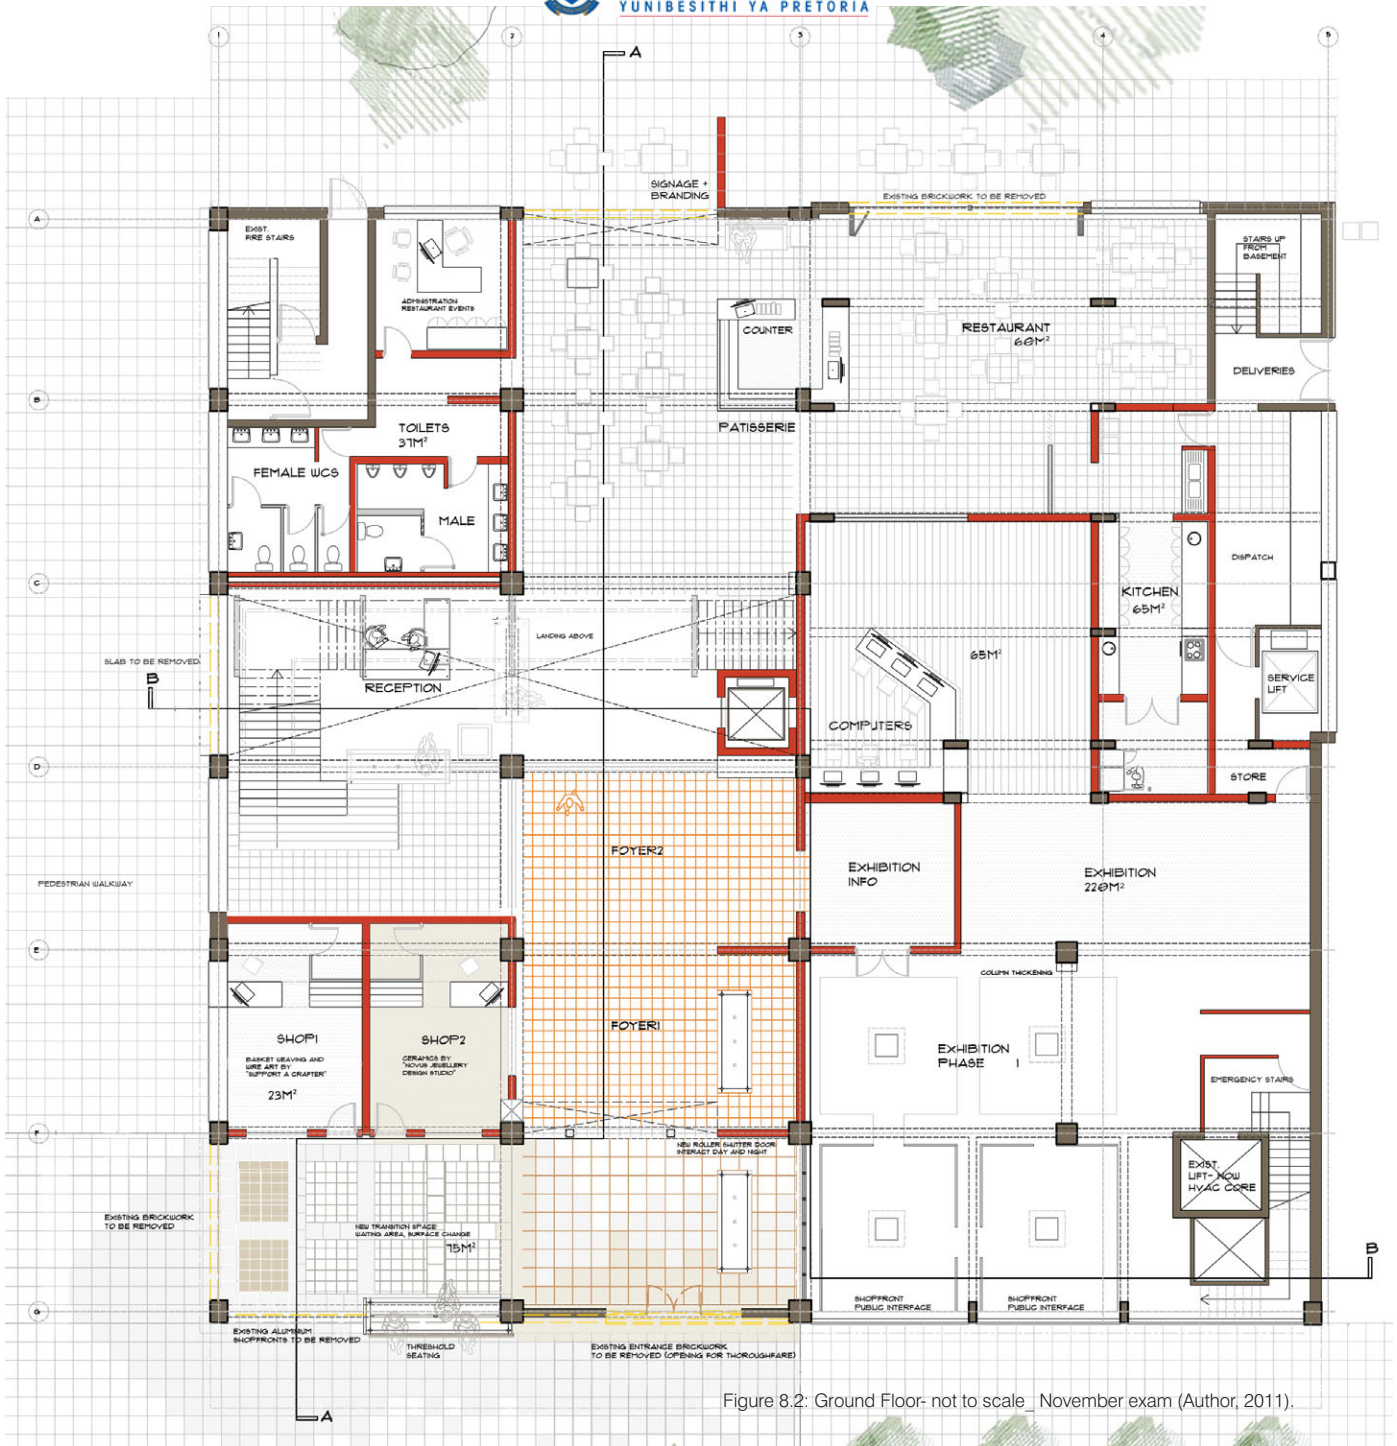 YUNIBESITHI YA PRETORIA
1
2
3
4
5
A
SIGNAGE +
BRANDING
EXISTING BRICKWORK TO BE REMOVED
A
EXIST.
FIRE STAIRS
STAIRS UP
FROM
BASEMENT
ADMINISTRATION
RESTAURANT EVENTS
COUNTER
RESTAURANT
60M²
DELIVERIES
B
TOILETS
37M²
PATISSERIE
FEMALE WCS
MALE
DISPATCH
C
KITCHEN
65M²
LANDING ABOVE
SLAB TO BE REMOVED
65M²
B
RECEPTION
SERVICE
LIFT
COMPUTERS
D
STORE
FOYER2
EXHIBITION
INFO
EXHIBITION
220M²
PEDESTRIAN WALKWAY
E
COLUMN THICKENING
FOYER1
SHOP1
SHOP2
BASKET WEAVING AND
WIRE ART BY
"SUPPORT A CRAFTER"
CERAMICS BY
"NOVUS JEWELLERY
DESIGN STUDIO"
EXHIBITION
PHASE 1
EMERGENCY STAIRS
23M²
F
NEW ROLLER SHUTTER DOOR
INTERACT DAY AND NIGHT
EXIST.
LIFT- NOW
HVAC CORE
EXISTING BRICKWORK
TO BE REMOVED
NEW TRANSITION SPACE
WAITING AREA, SURFACE CHANGE
75M²
B
SHOPFRONT
PUBLIC INTERFACE
SHOPFRONT
PUBLIC INTERFACE
G
EXISTING ALUMINIUM
SHOPFRONTS TO BE REMOVED
THRESHOLD
SEATING
EXISTING ENTRANCE BRICKWORK
TO BE REMOVED (OPENING FOR THOROUGHFARE)
A
Figure 8.2: Ground Floor- not to scale_ November exam (Author, 2011).